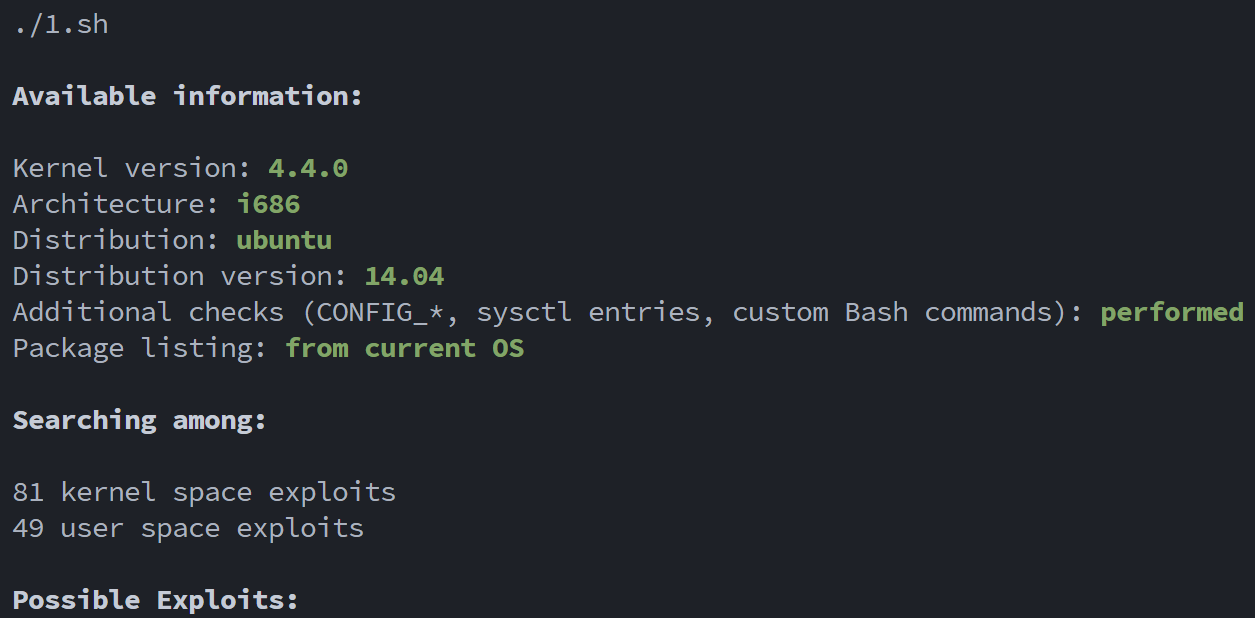 ./1.sh
Available information:
Kernel version: 4.4.0
Architecture: i686
Distribution: ubuntu
Distribution version: 14.04
Additional checks (CONFIG_*, sysctl entries, custom Bash commands): performed
Package listing: from current OS
Searching among:
81 kernel space exploits
49 user space exploits
Possible Exploits: